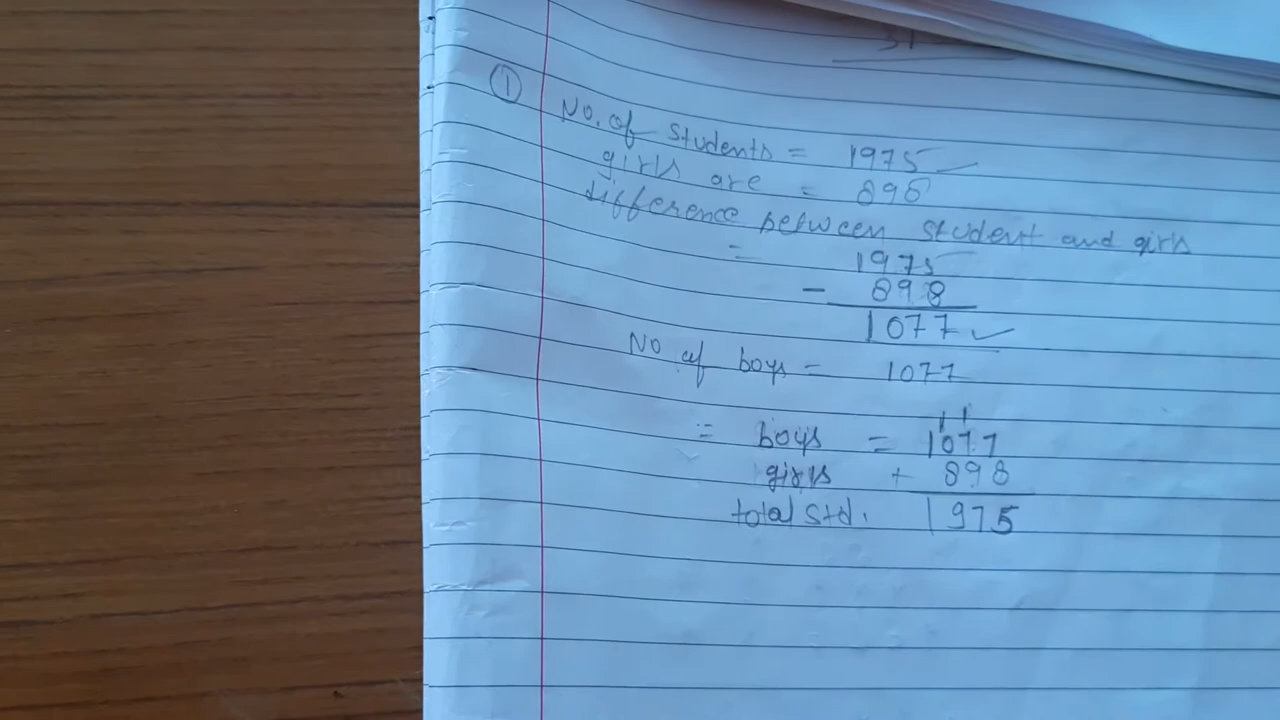 ①
No. of students = 1975
girls are = 898
difference between student and girls
= 1975
- 898
1077
No of boys = 1077
= boys = 1077
girls + 898
total std. 1975